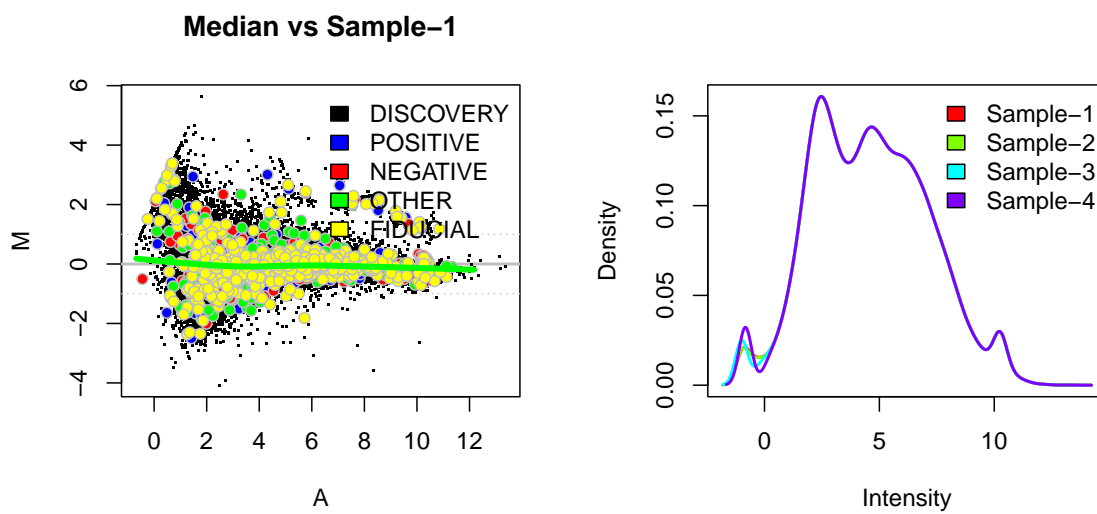 Median vs Sample−1
6
4
2
0
−2
−4
M
0 2 4 6 8 10 12
A
DISCOVERY
POSITIVE
NEGATIVE
OTHER
FIDUCIAL
0.15
0.10
0.05
0.00
Density
0 5 10
Intensity
Sample−1
Sample−2
Sample−3
Sample−4